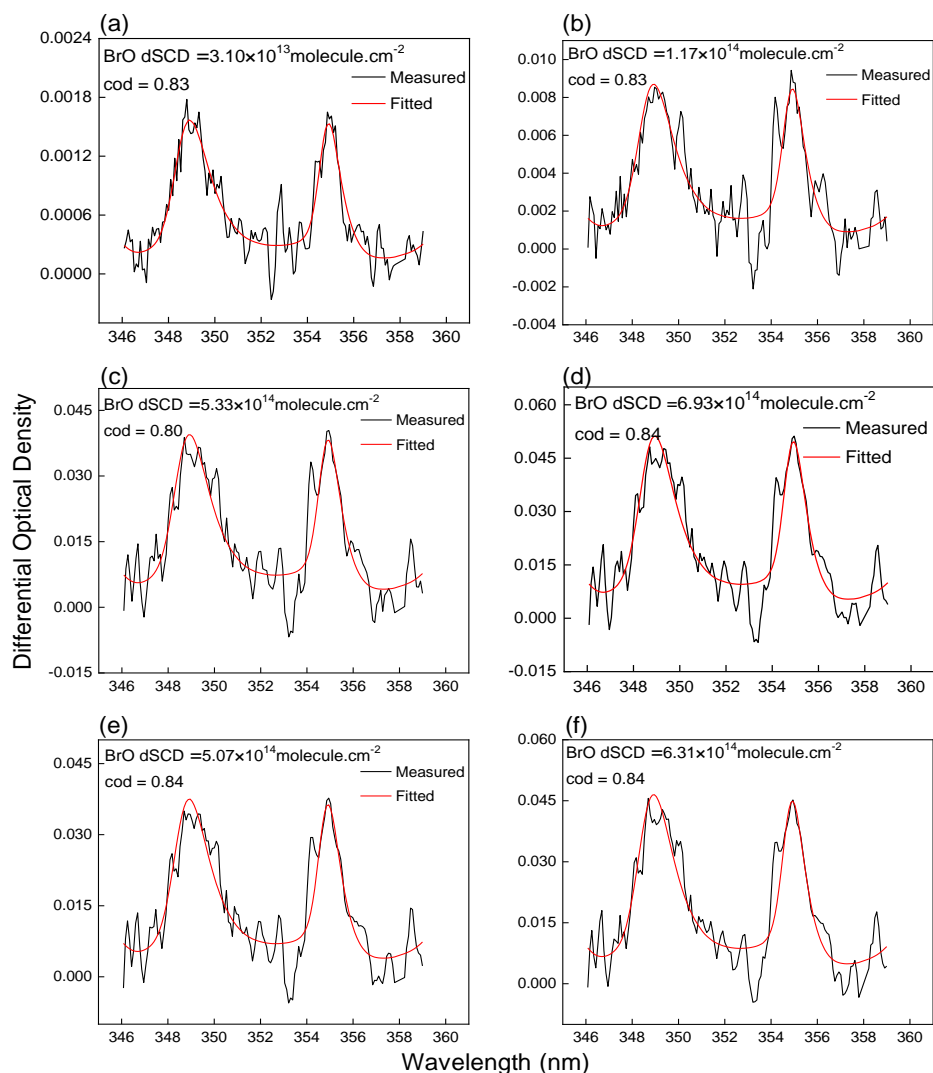 (a)
BrO dSCD =3.10×10^13molecule.cm^-2
cod = 0.83
Measured
Fitted
0.0024
0.0018
0.0012
0.0006
0.0000
346 348 350 352 354 356 358 360
(b)
BrO dSCD =1.17×10^14molecule.cm^-2
cod = 0.83
Measured
Fitted
0.010
0.008
0.006
0.004
0.002
0.000
-0.002
-0.004
346 348 350 352 354 356 358 360
(c)
BrO dSCD =5.33×10^14molecule.cm^-2
cod = 0.80
Measured
Fitted
0.045
0.030
0.015
0.000
-0.015
346 348 350 352 354 356 358 360
(d)
BrO dSCD =6.93×10^14molecule.cm^-2
cod = 0.84
Measured
Fitted
0.060
0.045
0.030
0.015
0.000
-0.015
346 348 350 352 354 356 358 360
(e)
BrO dSCD =5.07×10^14molecule.cm^-2
cod = 0.84
Measured
Fitted
0.045
0.030
0.015
0.000
346 348 350 352 354 356 358 360
(f)
BrO dSCD =6.31×10^14molecule.cm^-2
cod = 0.84
Measured
Fitted
0.060
0.045
0.030
0.015
0.000
346 348 350 352 354 356 358 360
Differential Optical Density
Wavelength (nm)